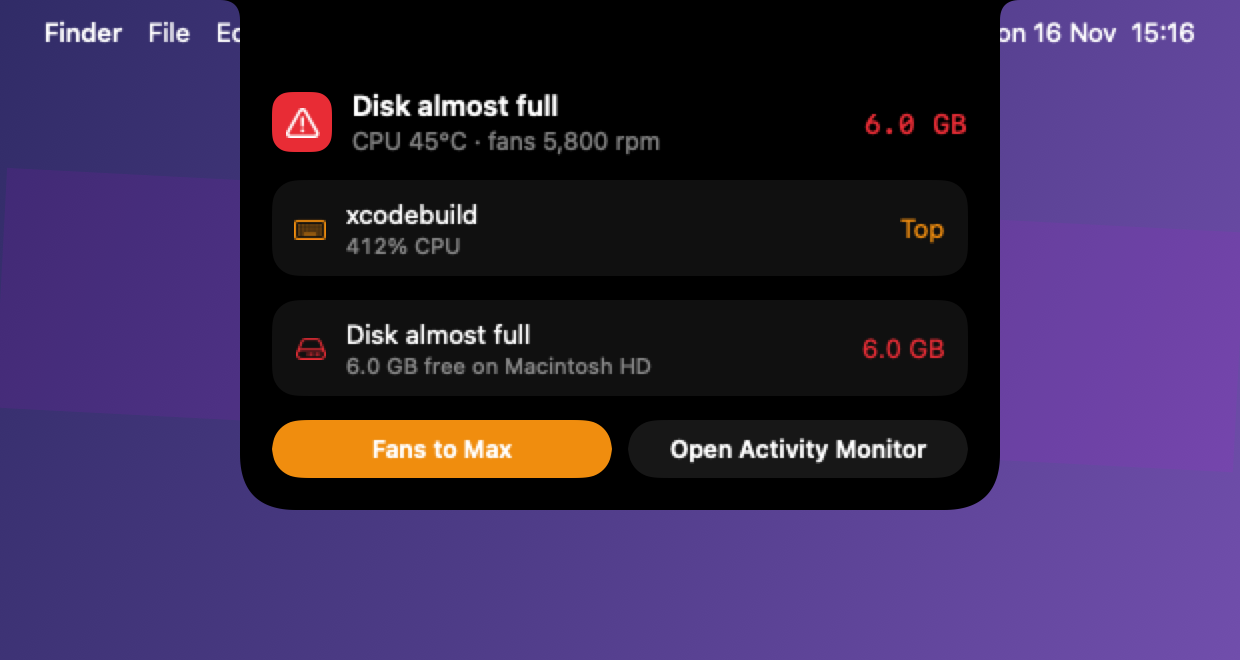 Finder File
16 Nov 15:16
Disk almost full
CPU 45°C · fans 5,800 rpm
6.0 GB
xcodebuild
412% CPU
Top
Disk almost full
6.0 GB free on Macintosh HD
6.0 GB
Fans to Max
Open Activity Monitor